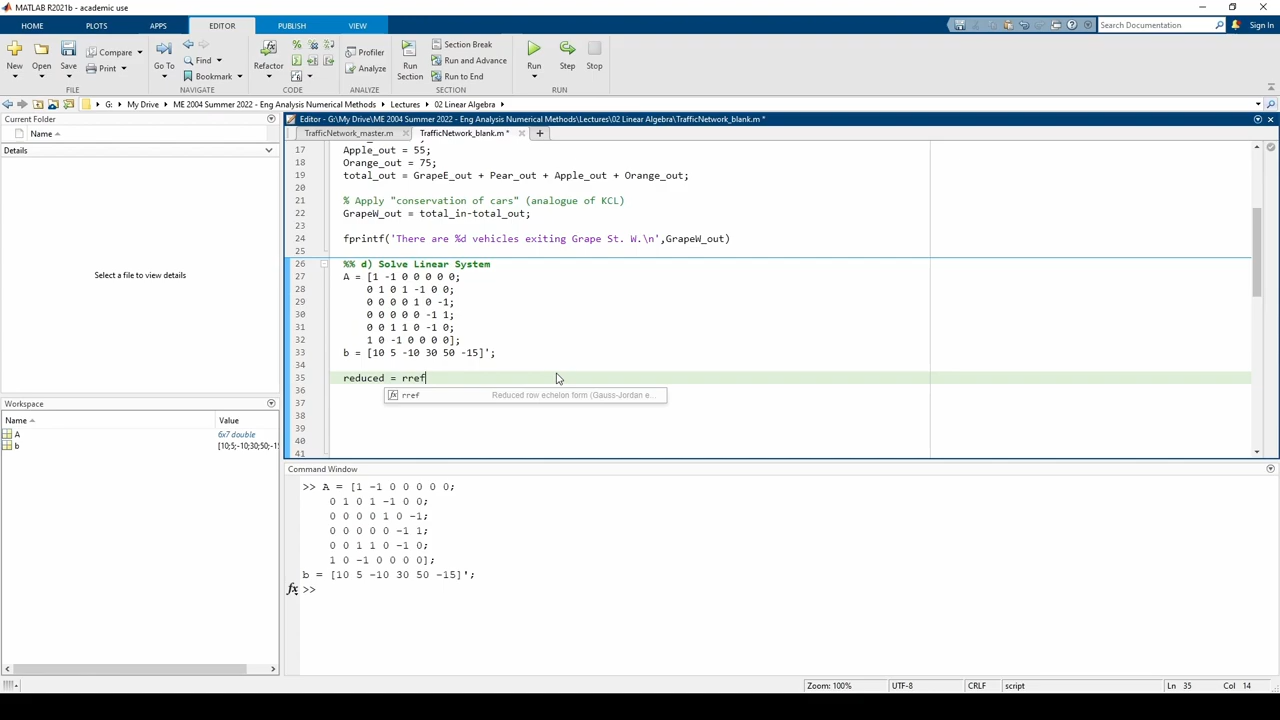 MATLAB R2021b - academic use
HOME PLOTS APPS EDITOR PUBLISH VIEW
Search Documentation Sign In
New Open Save Compare Print
Go To Find Bookmark
Refactor
Profiler Analyze
Run Section
Section Break
Run and Advance
Run to End
Run Step Stop
FILE NAVIGATE CODE ANALYZE SECTION RUN
G: My Drive ME 2004 Summer 2022 - Eng Analysis Numerical Methods Lectures 02 Linear Algebra
Current Folder
Name
Details
Select a file to view details
Workspace
Name Value
A 6x7 double
b [10;5;-10;30;50;-15
Editor - G:\My Drive\ME 2004 Summer 2022 - Eng Analysis Numerical Methods\Lectures\02 Linear Algebra\TrafficNetwork_blank.m *
TrafficNetwork_master.m TrafficNetwork_blank.m * +
17 Apple_out = 55;
18 Orange_out = 75;
19 total_out = GrapeE_out + Pear_out + Apple_out + Orange_out;
20
21 % Apply "conservation of cars" (analogue of KCL)
22 GrapeW_out = total_in-total_out;
23
24 fprintf('There are %d vehicles exiting Grape St. W.\n',GrapeW_out)
25
26 %% d) Solve Linear System
27 A = [1 -1 0 0 0 0 0;
28 0 1 0 1 -1 0 0;
29 0 0 0 0 1 0 -1;
30 0 0 0 0 0 -1 1;
31 0 0 1 1 0 -1 0;
32 1 0 -1 0 0 0 0];
33 b = [10 5 -10 30 50 -15]';
34
35 reduced = rref
36 fx rref Reduced row echelon form (Gauss-Jordan e...
37
38
39
40
41
Command Window
>> A = [1 -1 0 0 0 0 0;
0 1 0 1 -1 0 0;
0 0 0 0 1 0 -1;
0 0 0 0 0 -1 1;
0 0 1 1 0 -1 0;
1 0 -1 0 0 0 0];
b = [10 5 -10 30 50 -15]';
fx >>
Zoom: 100% UTF-8 CRLF script Ln 35 Col 14